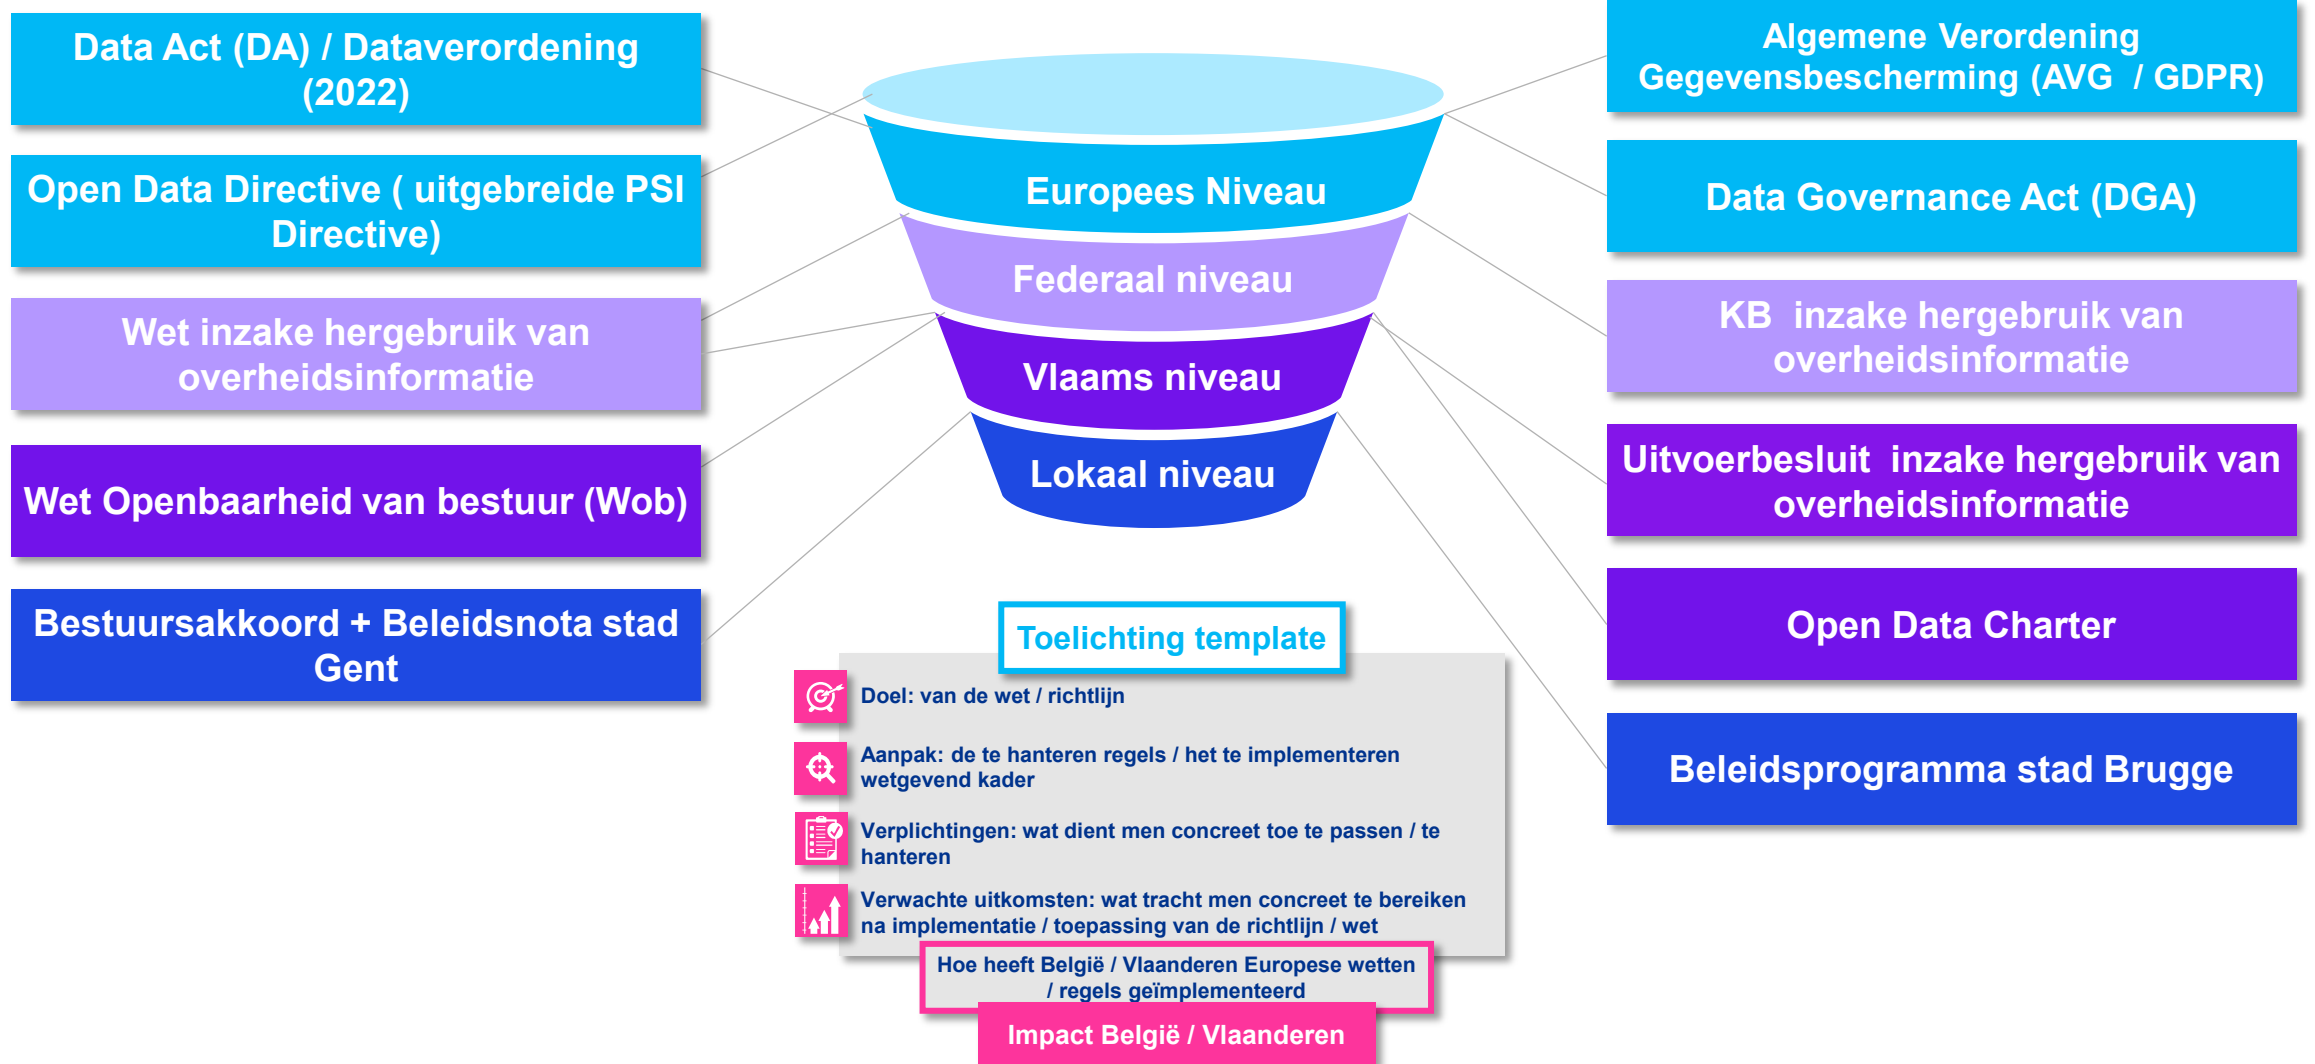 Data Act (DA) / Dataverordening
(2022)
Open Data Directive ( uitgebreide PSI
Directive)
Wet inzake hergebruik van
overheidsinformatie
Wet Openbaarheid van bestuur (Wob)
Bestuursakkoord + Beleidsnota stad
Gent
Europees Niveau
Federaal niveau
Vlaams niveau
Lokaal niveau
Algemene Verordening
Gegevensbescherming (AVG / GDPR)
Data Governance Act (DGA)
KB inzake hergebruik van
overheidsinformatie
Uitvoerbesluit inzake hergebruik van
overheidsinformatie
Open Data Charter
Beleidsprogramma stad Brugge
Toelichting template
Doel: van de wet / richtlijn
Aanpak: de te hanteren regels / het te implementeren
wetgevend kader
Verplichtingen: wat dient men concreet toe te passen / te
hanteren
Verwachte uitkomsten: wat tracht men concreet te bereiken
na implementatie / toepassing van de richtlijn / wet
Hoe heeft België / Vlaanderen Europese wetten
/ regels geïmplementeerd
Impact België / Vlaanderen